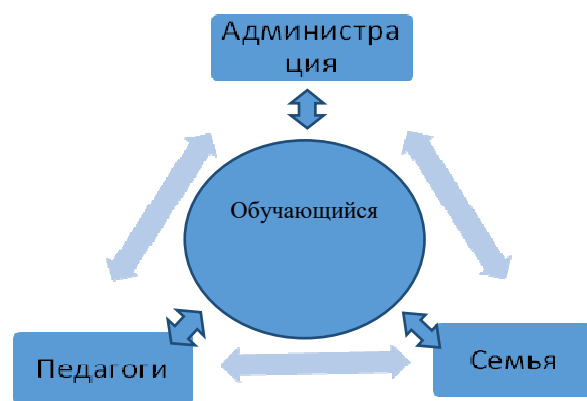 Администра
ция
Обучающийся
Педагоги
Семья